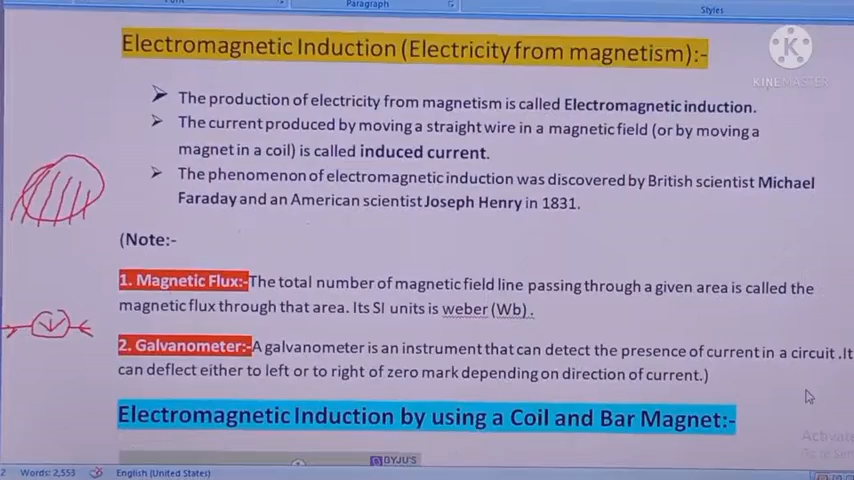 Paragraph
Styles
Electromagnetic Induction (Electricity from magnetism):-
K
KINEMASTER
The production of electricity from magnetism is called Electromagnetic induction.
The current produced by moving a straight wire in a magnetic field (or by moving a
magnet in a coil) is called induced current.
The phenomenon of electromagnetic induction was discovered by British scientist Michael
Faraday and an American scientist Joseph Henry in 1831.
(Note:-
1. Magnetic Flux:-The total number of magnetic field line passing through a given area is called the
magnetic flux through that area. Its SI units is weber (Wb).
2. Galvanometer:-A galvanometer is an instrument that can detect the presence of current in a circuit .It
can deflect either to left or to right of zero mark depending on direction of current.)
Electromagnetic Induction by using a Coil and Bar Magnet:-
Activate
BYJU'S
2 Words: 2,553 English (United States)